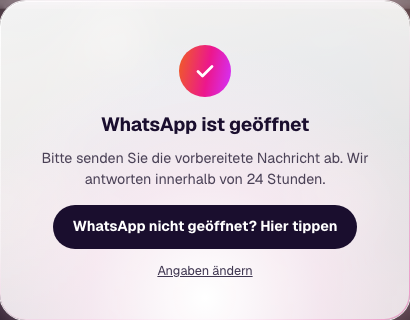 WhatsApp ist geöffnet
Bitte senden Sie die vorbereitete Nachricht ab. Wir
antworten innerhalb von 24 Stunden.
WhatsApp nicht geöffnet? Hier tippen
Angaben ändern